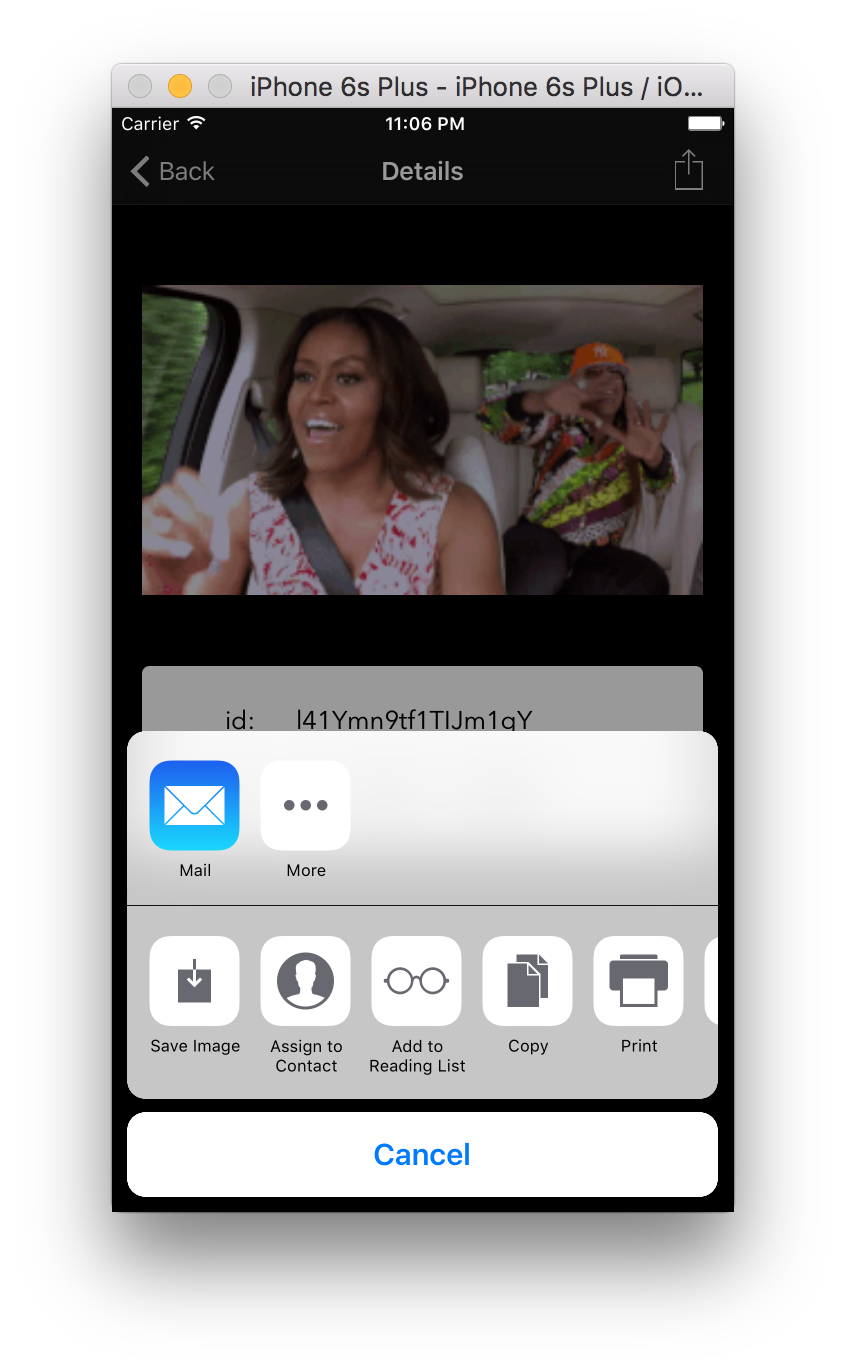 iPhone 6s Plus - iPhone 6s Plus / iO...
Carrier 11:06 PM
Back Details
id: l41Ymn9tf1TIJm1gY
Mail More
Save Image Assign to Contact Add to Reading List Copy Print
Cancel